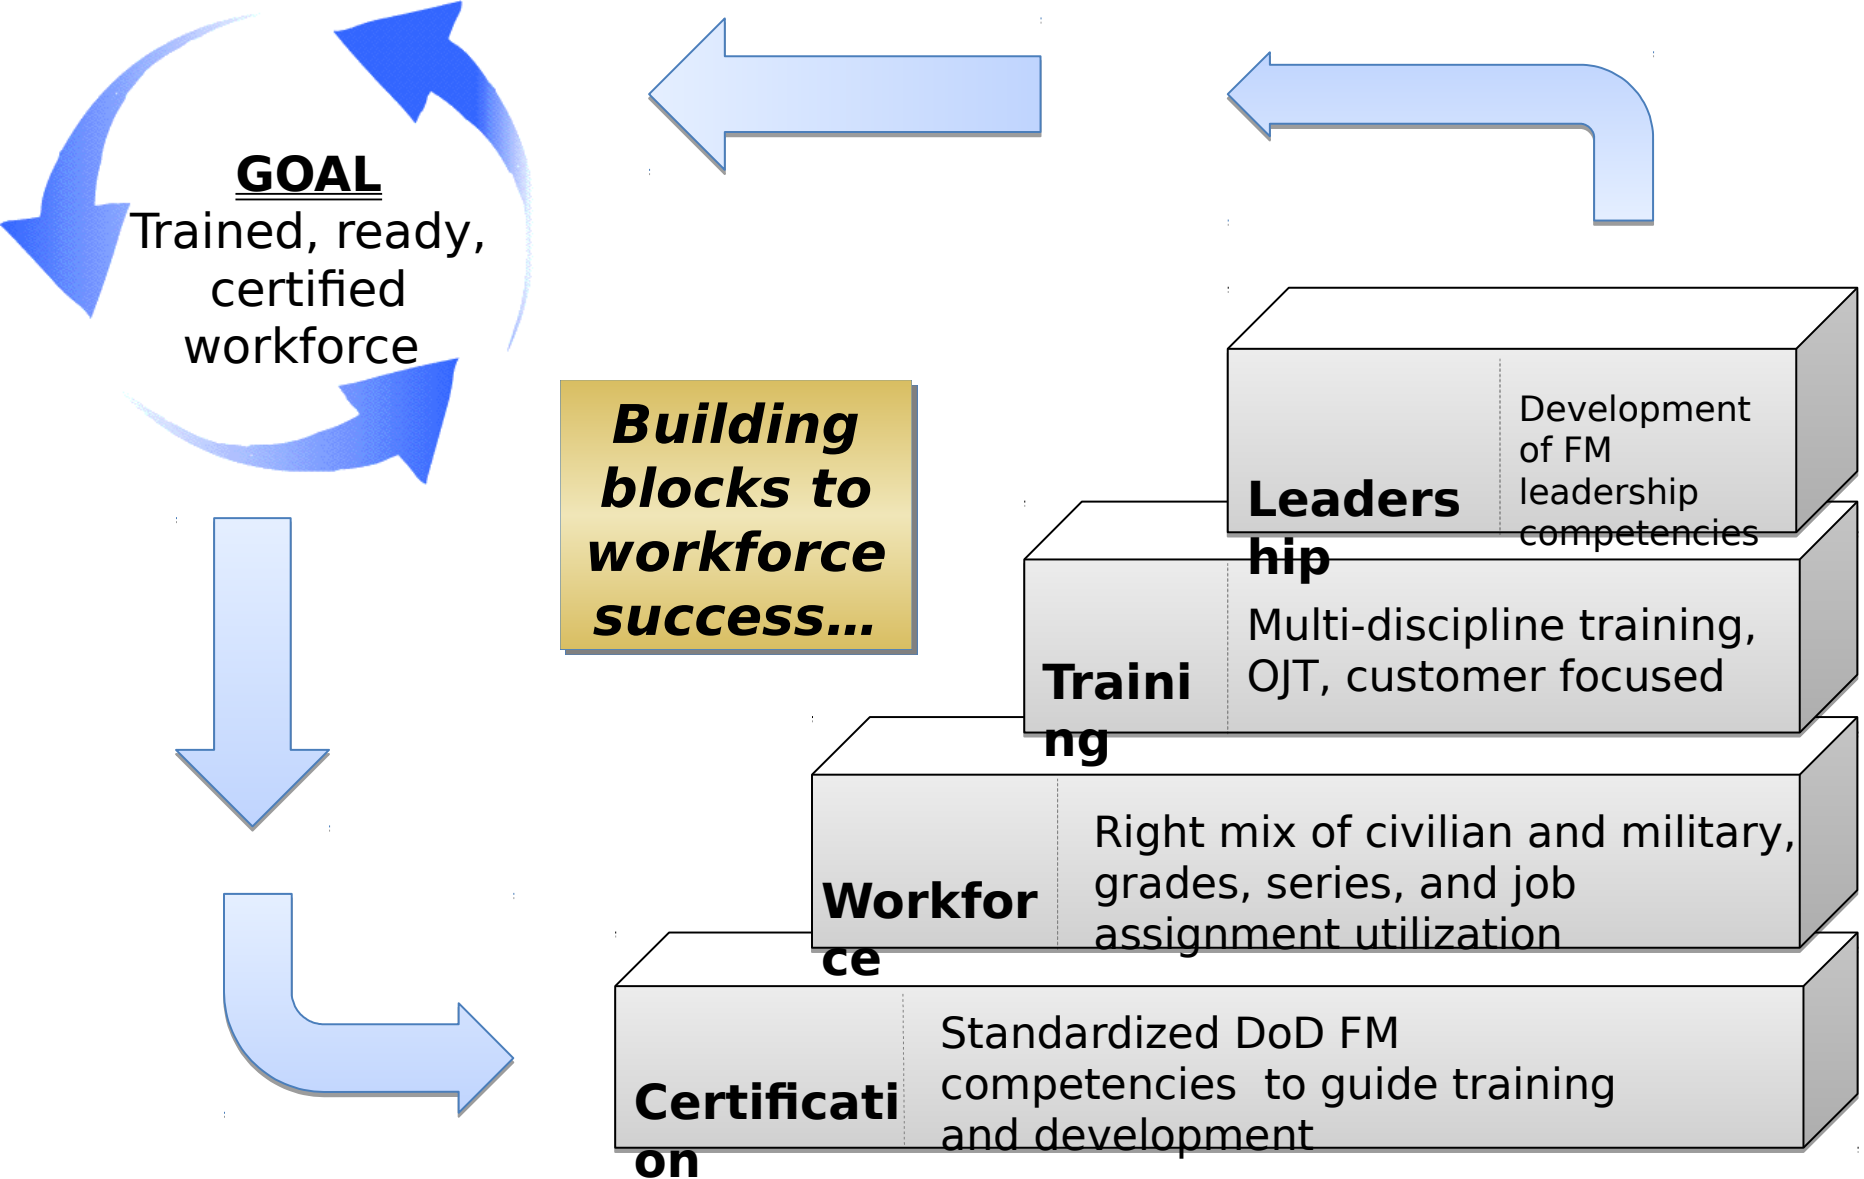 GOAL
Trained, ready,
certified
workforce
Building
blocks to
workforce
success…
Leaders
hip
Development
of FM
leadership
competencies
Traini
ng
Multi-discipline training,
OJT, customer focused
Workfor
ce
Right mix of civilian and military,
grades, series, and job
assignment utilization
Certificati
on
Standardized DoD FM
competencies  to guide training
and development